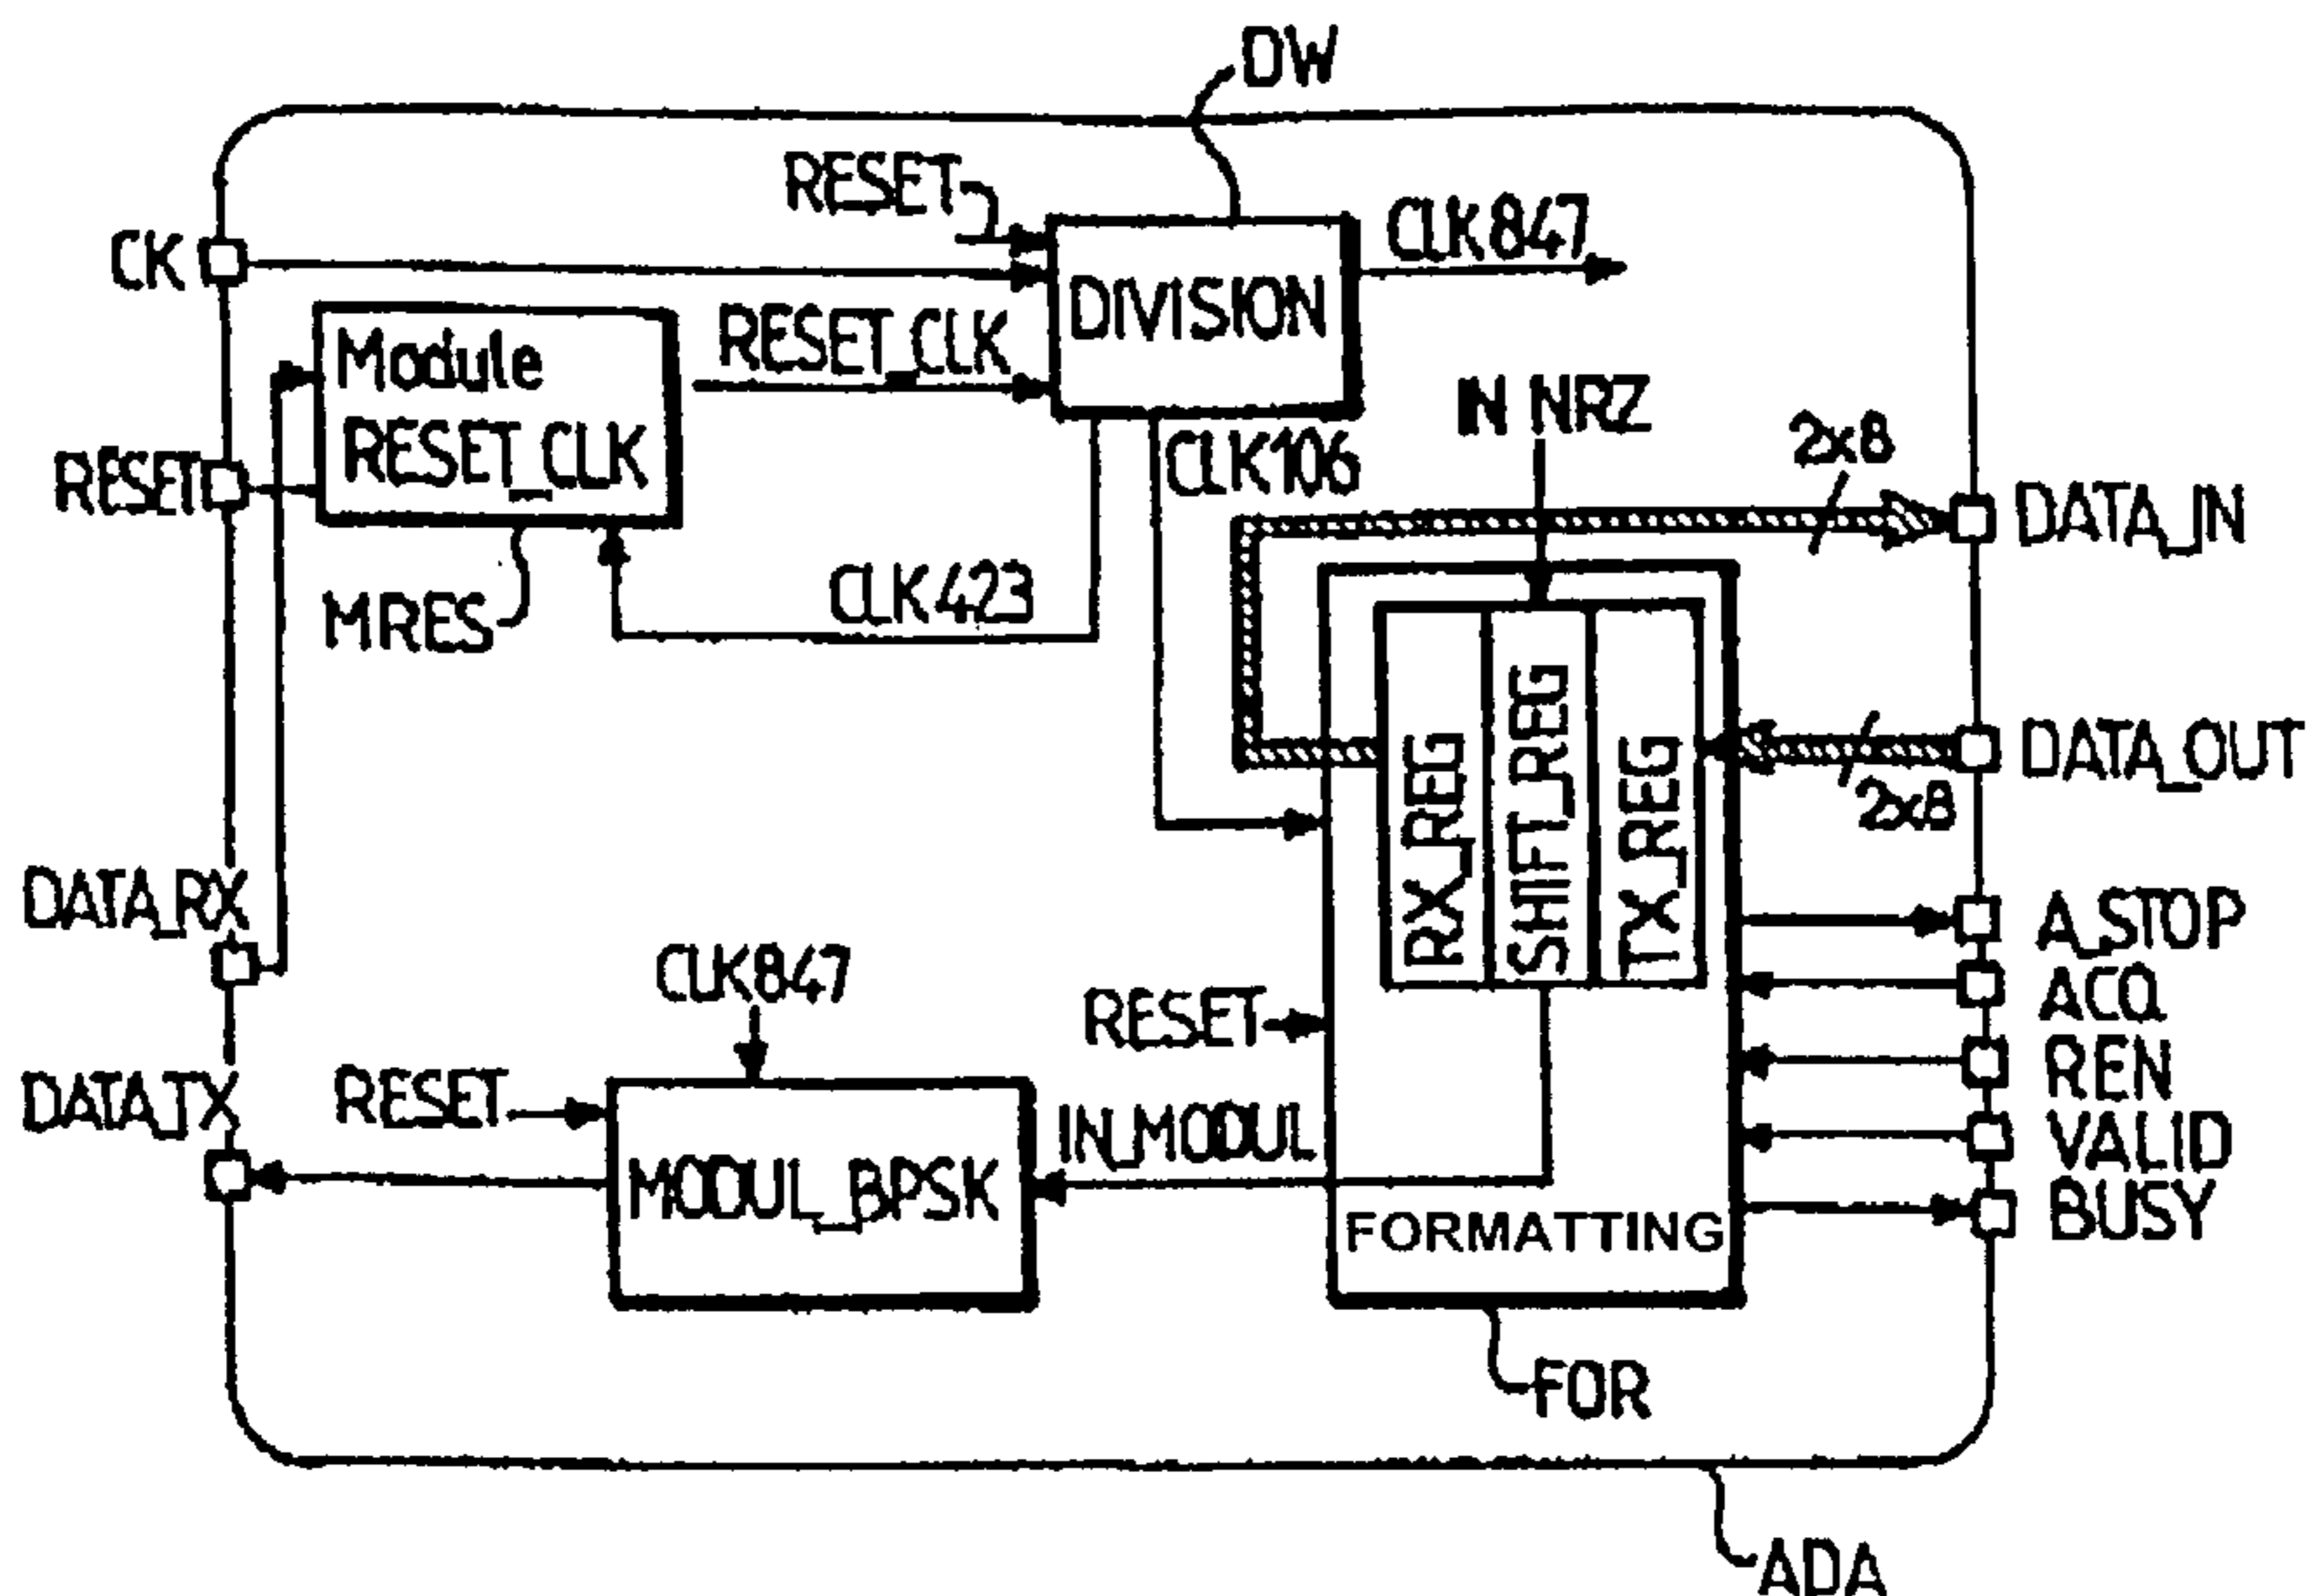 DW
RESET
CLK847
CK
DIVISION
Module
RESET_CLK
RESET_CLK
IN NRZ
2x8
CLK106
RESET
DATA_IN
MRES
CLK423
RX_REG
SHIFT_REG
TX_REG
DATA_OUT
2x8
DATA_RX
A_STOP
CLK847
ACQ
RESET
REN
DATA_TX
RESET
IN_MODUL
VALID
MODUL_BPSK
BUSY
FORMATTING
FOR
ADA